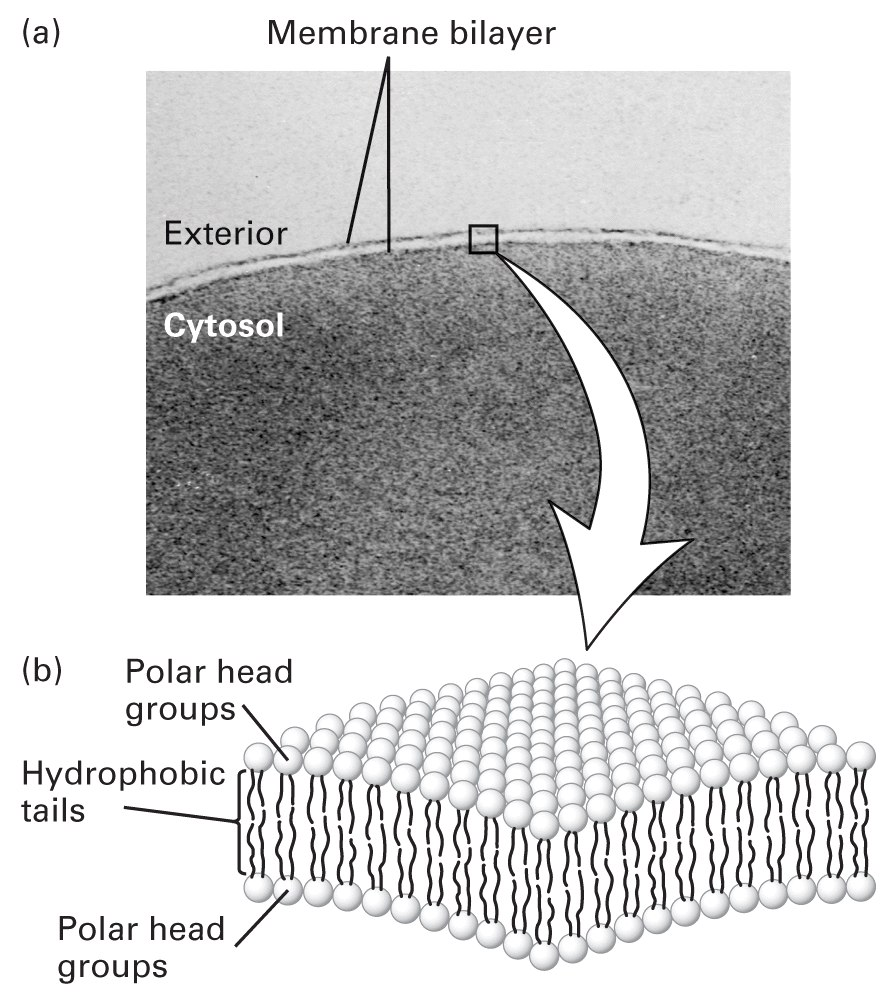 (a)
Membrane bilayer
Exterior
Cytosol
(b)
Polar head
groups
Hydrophobic
tails
Polar head
groups